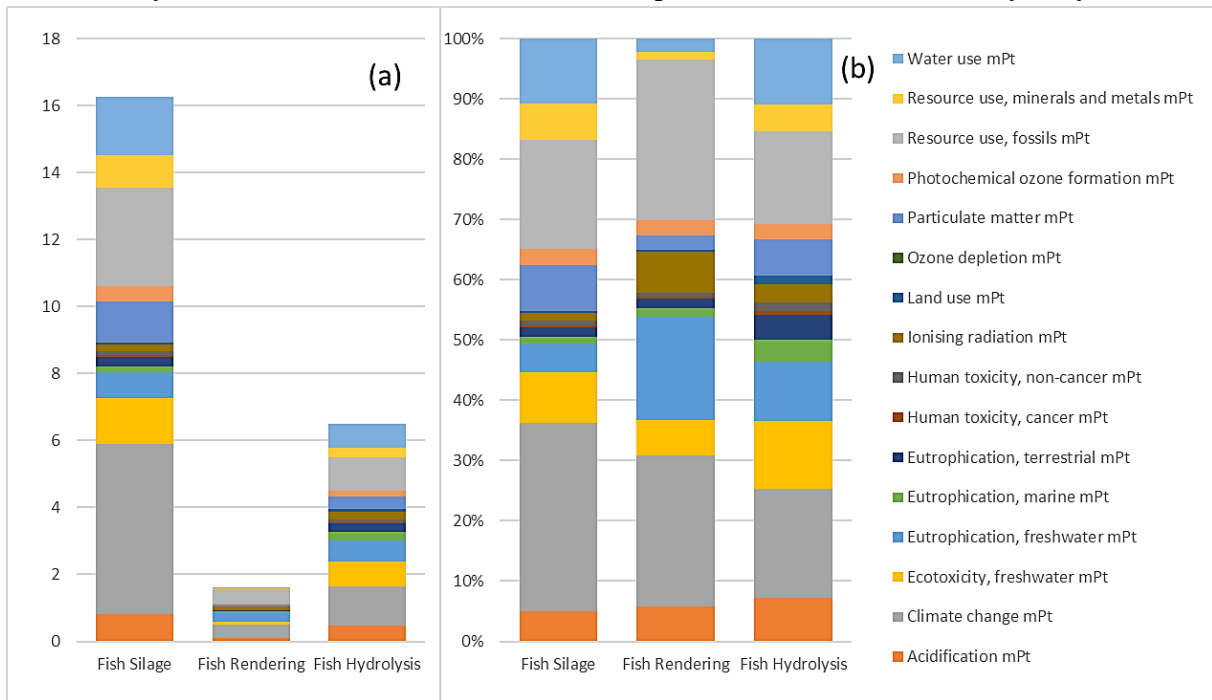 18
16
14
12
10
8
6
4
2
0
(a)
Fish Silage
Fish Rendering
Fish Hydrolysis
100%
90%
80%
70%
60%
50%
40%
30%
20%
10%
0%
(b)
Fish Silage
Fish Rendering
Fish Hydrolysis
Water use mPt
Resource use, minerals and metals mPt
Resource use, fossils mPt
Photochemical ozone formation mPt
Particulate matter mPt
Ozone depletion mPt
Land use mPt
Ionising radiation mPt
Human toxicity, non-cancer mPt
Human toxicity, cancer mPt
Eutrophication, terrestrial mPt
Eutrophication, marine mPt
Eutrophication, freshwater mPt
Ecotoxicity, freshwater mPt
Climate change mPt
Acidification mPt